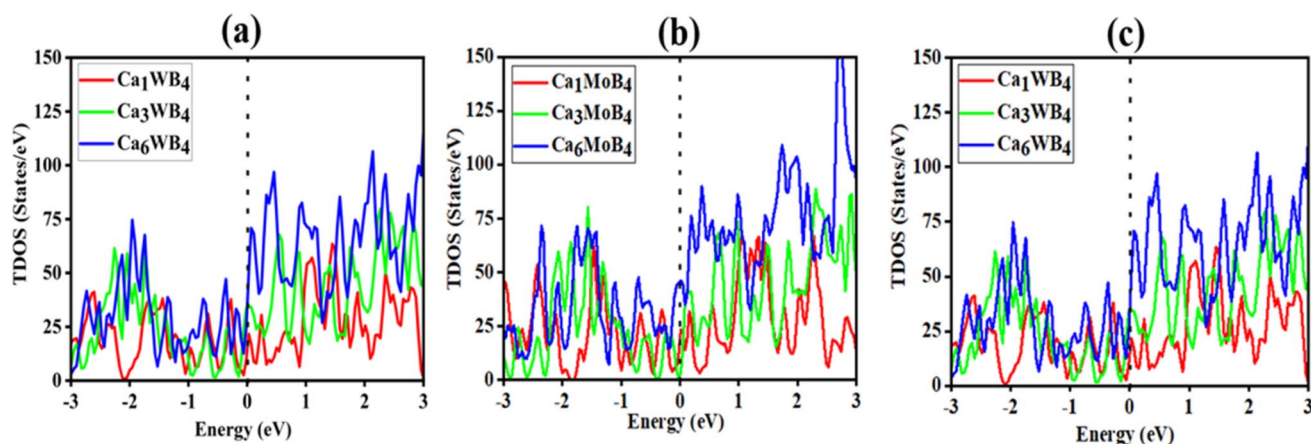 (a)
TDOS (States/eV)
150
125
100
75
50
25
0
Ca1WB4
Ca3WB4
Ca6WB4
-3 -2 -1 0 1 2 3
Energy (eV)
(b)
TDOS (States/eV)
150
125
100
75
50
25
0
Ca1MoB4
Ca3MoB4
Ca6MoB4
-3 -2 -1 0 1 2 3
Energy (eV)
(c)
TDOS (States/eV)
150
125
100
75
50
25
0
Ca1WB4
Ca3WB4
Ca6WB4
-3 -2 -1 0 1 2 3
Energy (eV)